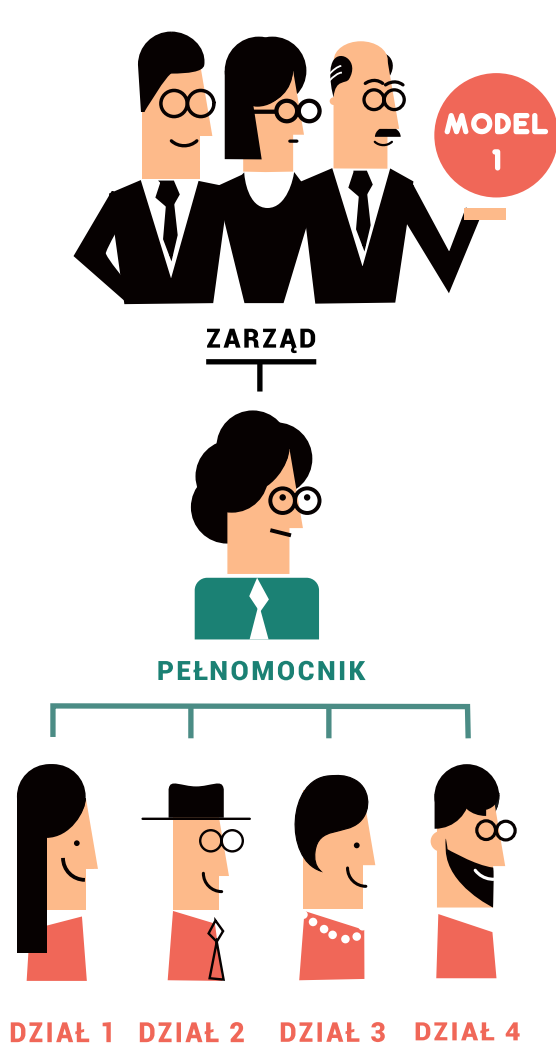 MODEL
1
ZARZĄD
PEŁNOMOCNIK
DZIAŁ 1 DZIAŁ 2 DZIAŁ 3 DZIAŁ 4